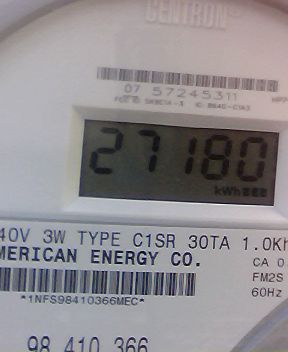 CENTRON®
07 57245311
27180
kWh
40V 3W TYPE C1SR 30TA 1.0Kh
MERICAN ENERGY CO.
CA 0.
FM2S
60Hz
*1NFS98410366MEC*
98 410 366